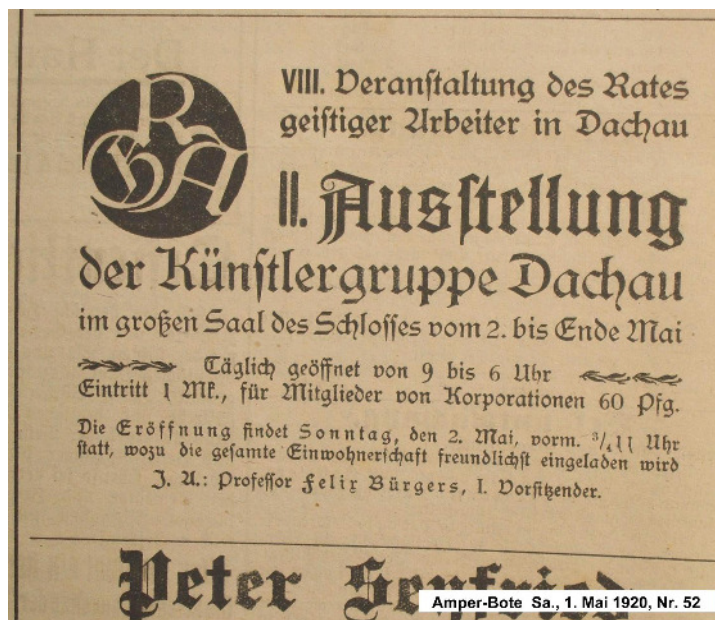 RGA
VIII. Veranstaltung des Rates
geistiger Arbeiter in Dachau
II. Ausstellung
der Künstlergruppe Dachau
im großen Saal des Schlosses vom 2. bis Ende Mai
Täglich geöffnet von 9 bis 6 Uhr
Eintritt 1 Mk., für Mitglieder von Korporationen 60 Pfg.
Die Eröffnung findet Sonntag, den 2. Mai, vorm. ³/₄11 Uhr
statt, wozu die gesamte Einwohnerschaft freundlichst eingeladen wird
J. A.: Professor Felix Bürgers, I. Vorsitzender.
Peter Seyfried
Amper-Bote Sa., 1. Mai 1920, Nr. 52